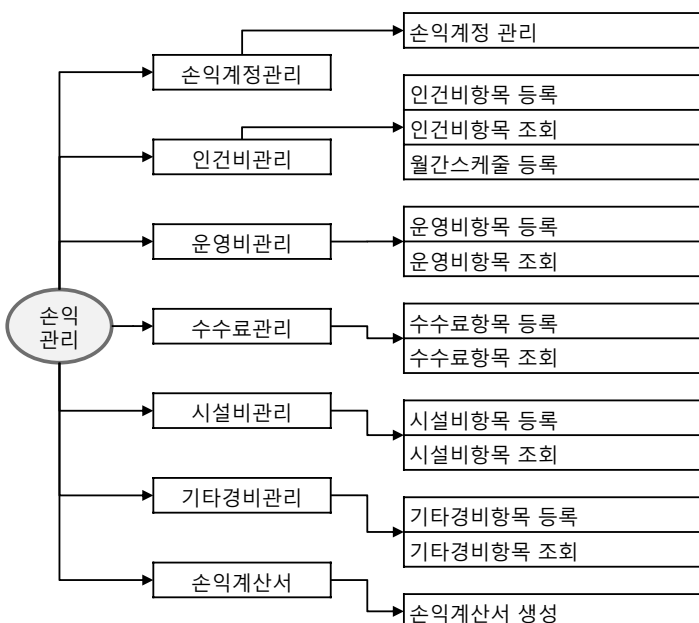 손익
관리
손익계정관리
손익계정 관리
인건비관리
인건비항목 등록
인건비항목 조회
월간스케줄 등록
운영비관리
운영비항목 등록
운영비항목 조회
수수료관리
수수료항목 등록
수수료항목 조회
시설비관리
시설비항목 등록
시설비항목 조회
기타경비관리
기타경비항목 등록
기타경비항목 조회
손익계산서
손익계산서 생성